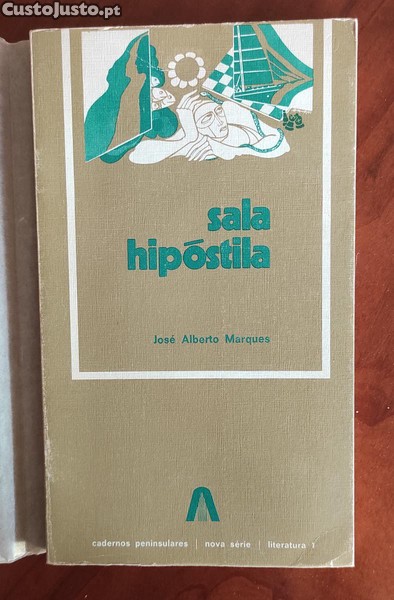 CustoJusto.pt
sala
hipóstila
José Alberto Marques
cadernos peninsulares | nova série | literatura 1